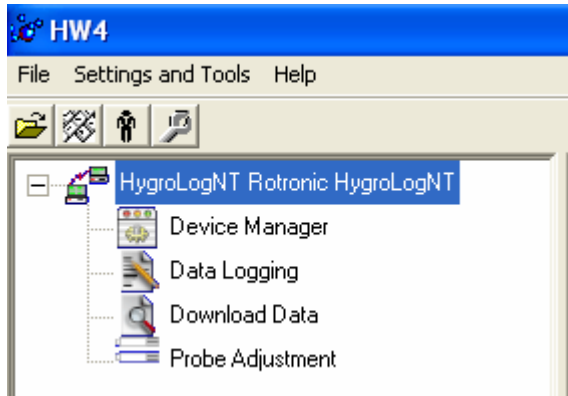 HW4
File Settings and Tools Help
HygroLogNT Rotronic HygroLogNT
Device Manager
Data Logging
Download Data
Probe Adjustment